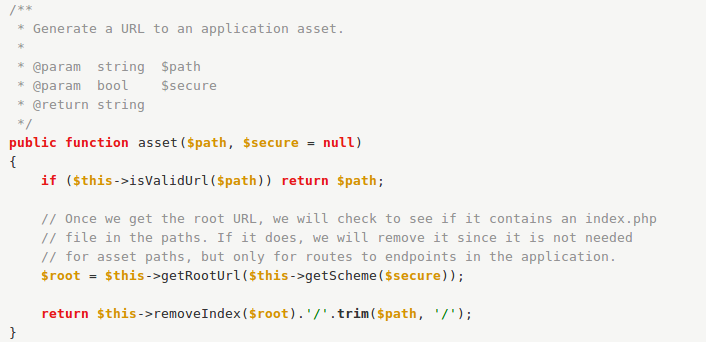 /**
 * Generate a URL to an application asset.
 *
 * @param  string  $path
 * @param  bool    $secure
 * @return string
 */
public function asset($path, $secure = null)
{
    if ($this->isValidUrl($path)) return $path;

    // Once we get the root URL, we will check to see if it contains an index.php
    // file in the paths. If it does, we will remove it since it is not needed
    // for asset paths, but only for routes to endpoints in the application.
    $root = $this->getRootUrl($this->getScheme($secure));

    return $this->removeIndex($root).'/'.trim($path, '/');
}